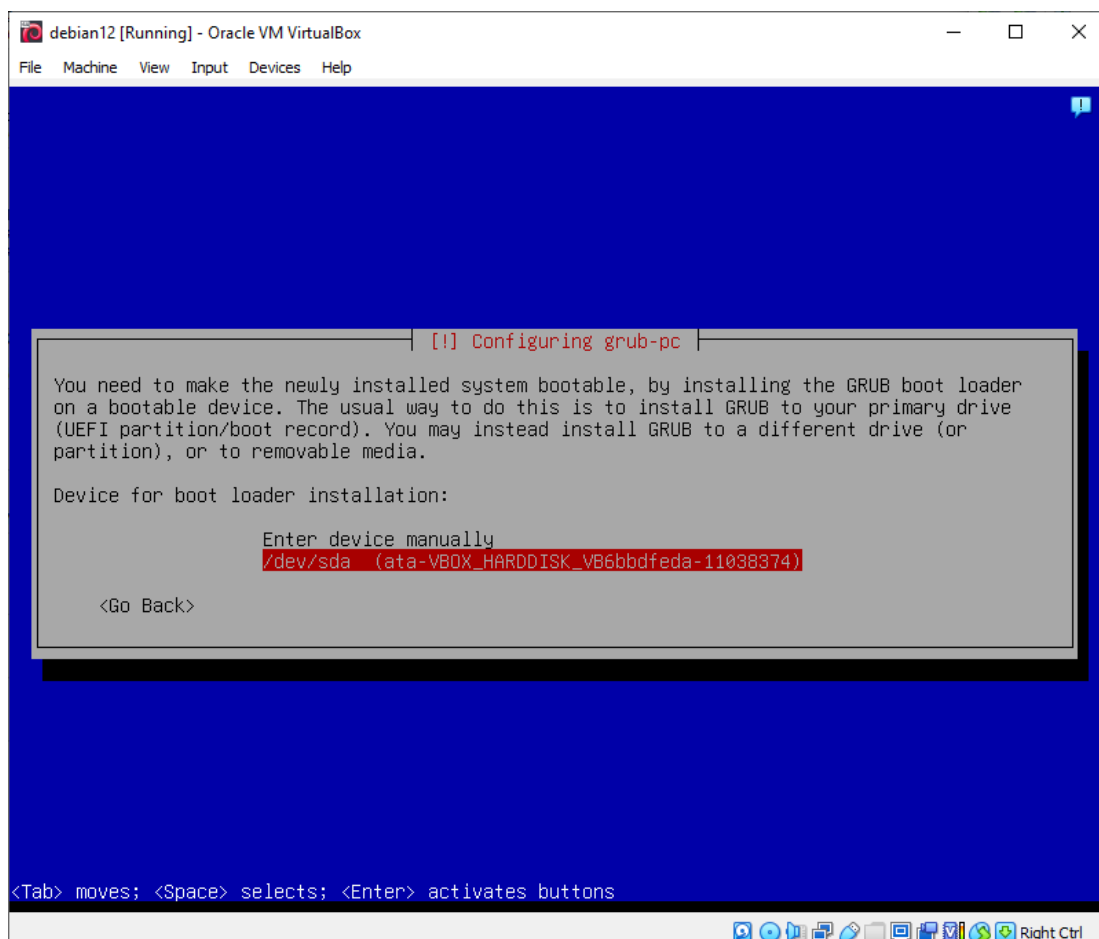 debian12 [Running] - Oracle VM VirtualBox
File Machine View Input Devices Help
[!] Configuring grub-pc
You need to make the newly installed system bootable, by installing the GRUB boot loader
on a bootable device. The usual way to do this is to install GRUB to your primary drive
(UEFI partition/boot record). You may instead install GRUB to a different drive (or
partition), or to removable media.
Device for boot loader installation:
Enter device manually
/dev/sda (ata-VBOX_HARDDISK_VB6bbdfeda-11038374)
<Go Back>
<Tab> moves; <Space> selects; <Enter> activates buttons
Right Ctrl